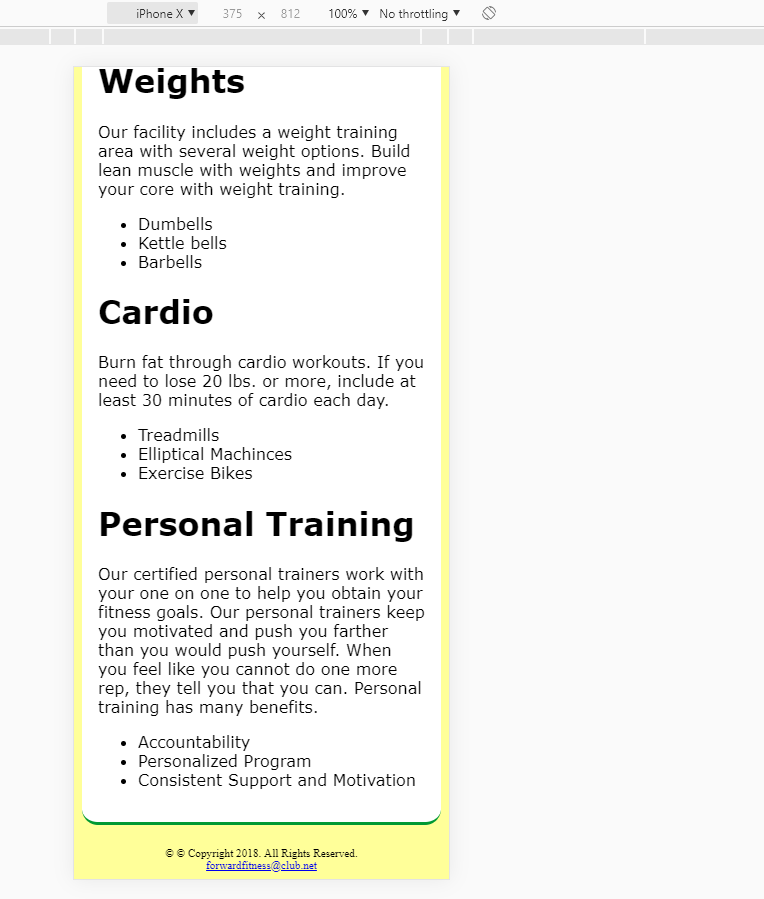 iPhone X ▼ 375 × 812 100% ▼ No throttling ▼
Weights
Our facility includes a weight training
area with several weight options. Build
lean muscle with weights and improve
your core with weight training.
• Dumbells
• Kettle bells
• Barbells
Cardio
Burn fat through cardio workouts. If you
need to lose 20 lbs. or more, include at
least 30 minutes of cardio each day.
• Treadmills
• Elliptical Machinces
• Exercise Bikes
Personal Training
Our certified personal trainers work with
your one on one to help you obtain your
fitness goals. Our personal trainers keep
you motivated and push you farther
than you would push yourself. When
you feel like you cannot do one more
rep, they tell you that you can. Personal
training has many benefits.
• Accountability
• Personalized Program
• Consistent Support and Motivation
© © Copyright 2018. All Rights Reserved.
forwardfitness@club.net